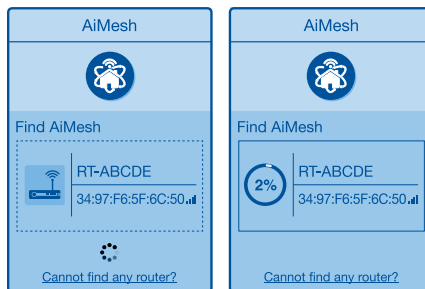 AiMesh
Find AiMesh
RT-ABCDE
34:97:F6:5F:6C:50
Cannot find any router?
AiMesh
Find AiMesh
2%
RT-ABCDE
34:97:F6:5F:6C:50
Cannot find any router?